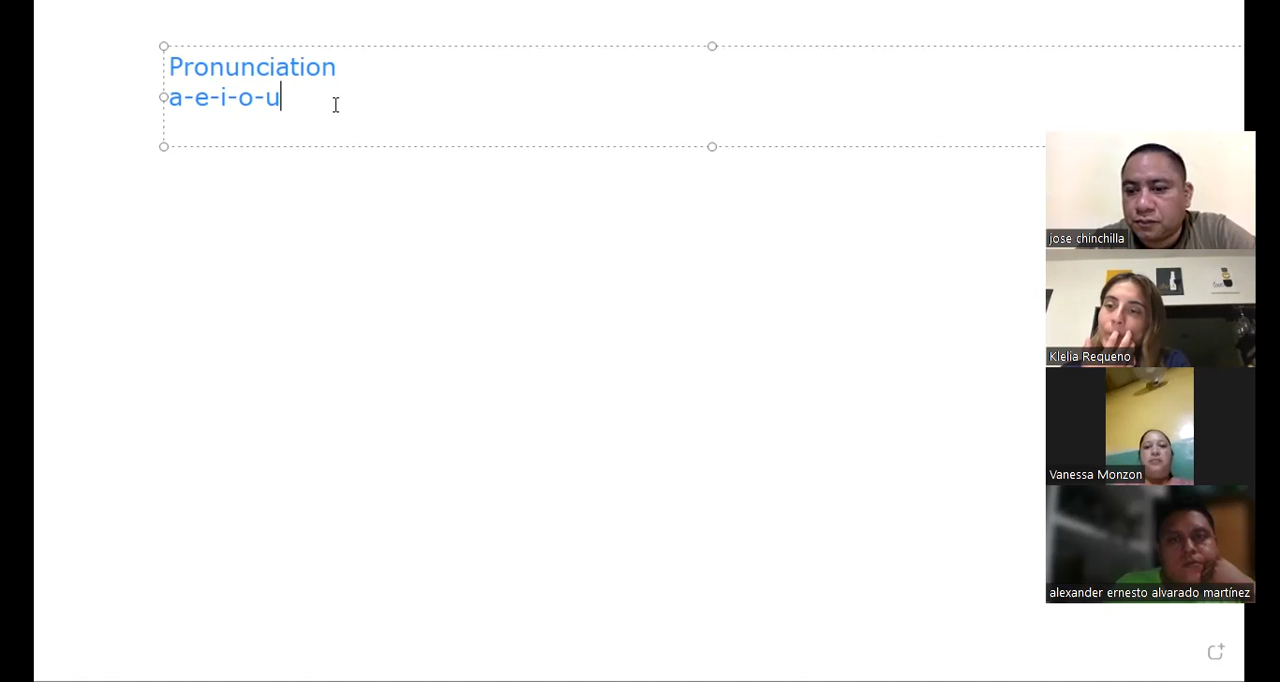 Pronunciation
a-e-i-o-u
jose chinchilla
Klelia Requeno
Vanessa Monzon
alexander ernesto alvarado martínez